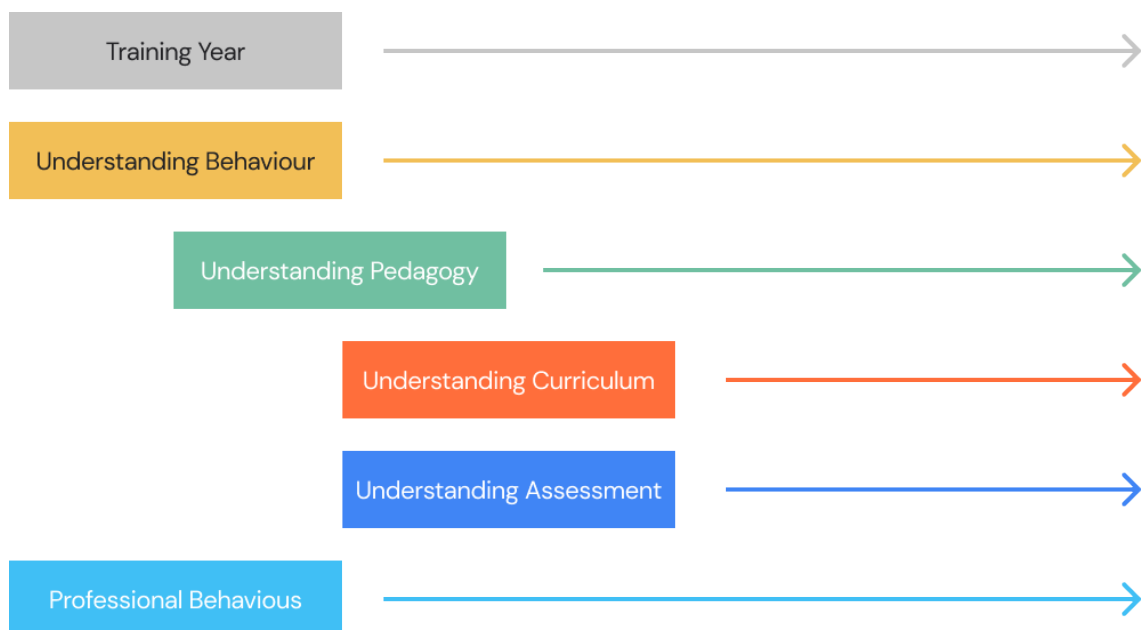 Training Year
Understanding Behaviour
Understanding Pedagogy
Understanding Curriculum
Understanding Assessment
Professional Behavious